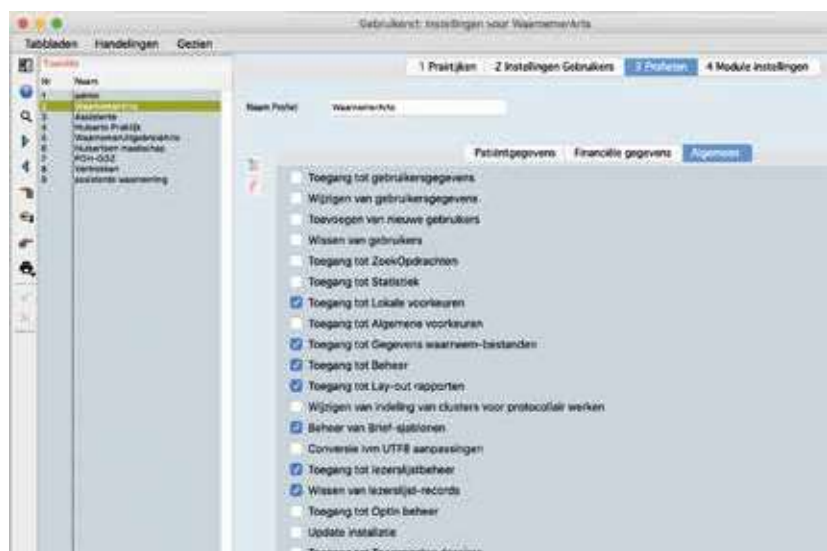 Gebruikerst: Instellingen voor WaarnemerArts
Tabbladen Handelingen Gezien
1 Praktijken 2 Instellingen Gebruikers 3 Profielen 4 Module instellingen
Nr Naam
1 admin
2 WaarnemerArts
3 Assistente
4 Huisarts Praktijk
5
6
7 POH-GGZ
8 Vertrokken
9 assistente waarneming
Naam Profiel WaarnemerArts
Patiëntgegevens Financiële gegevens Algemeen
Toegang tot gebruikersgegevens
Wijzigen van gebruikersgegevens
Toevoegen van nieuwe gebruikers
Wissen van gebruikers
Toegang tot ZoekOpdrachten
Toegang tot Statistiek
Toegang tot Lokale voorkeuren
Toegang tot Algemene voorkeuren
Toegang tot Gegevens waarneem-bestanden
Toegang tot Beheer
Toegang tot Lay-out rapporten
Wijzigen van indeling van clusters voor protocollair werken
Beheer van Brief-sjablonen
Conversie ivm UTF8 aanpassingen
Toegang tot lezerslijstbeheer
Wissen van lezerslijst-records
Toegang tot OptIn beheer
Update installatie